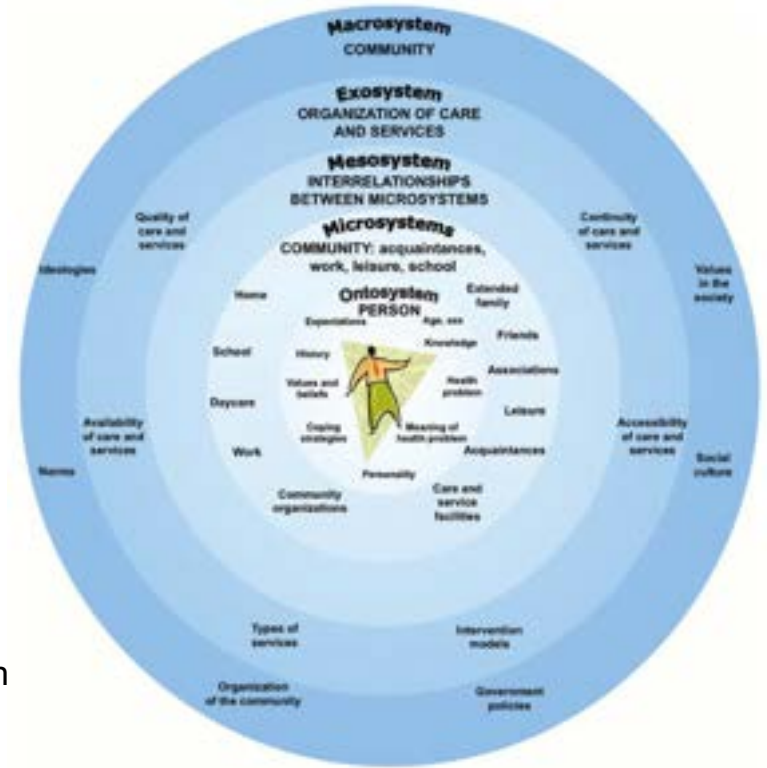 Macrosystem
COMMUNITY
Exosystem
ORGANIZATION OF CARE
AND SERVICES
Mesosystem
INTERRELATIONSHIPS
BETWEEN MICROSYSTEMS
Microsystems
COMMUNITY: acquaintances,
work, leisure, school
Ontosystem
PERSON
Expectations
Age, sex
History
Knowledge
Values and
beliefs
Health
problem
Coping
strategies
Meaning of
health problem
Personality
Home
Extended
family
School
Friends
Associations
Daycare
Leisure
Work
Acquaintances
Community
organizations
Care and
service
facilities
Quality of
care and
services
Continuity
of care and
services
Availability
of care and
services
Accessibility
of care and
services
Types of
services
Intervention
models
Ideologies
Values
in the
society
Norms
Social
culture
Organization
of the community
Government
policies
n